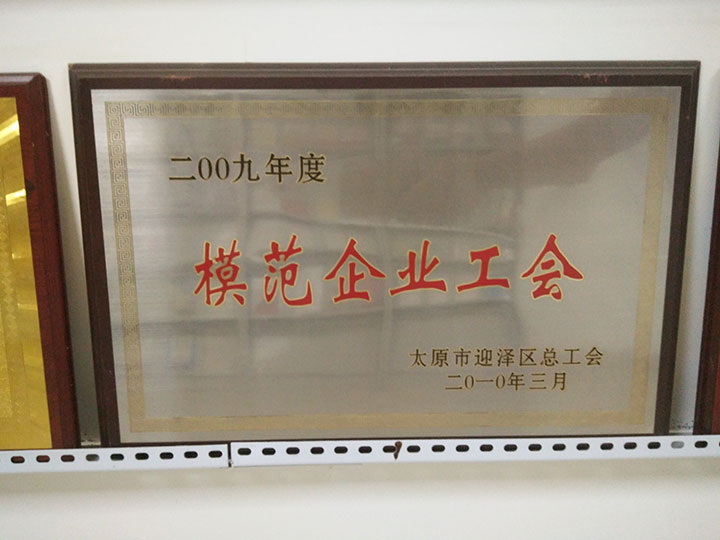 二00九年度
模范企业工会
太原市迎泽区总工会
二0一0年三月